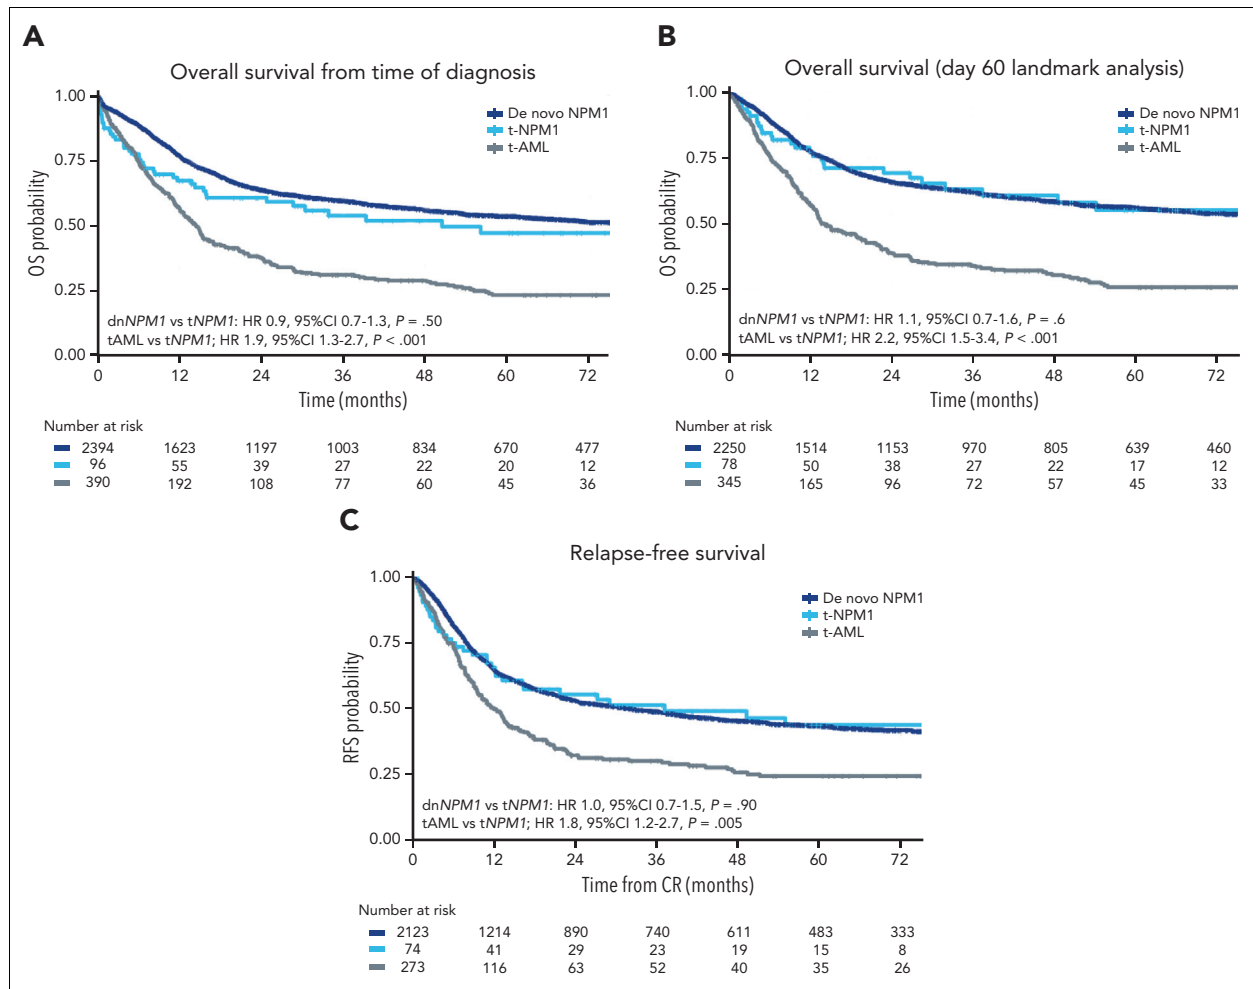 A
Overall survival from time of diagnosis
1.00
0.75
0.50
0.25
0.00
OS probability
De novo NPM1
t-NPM1
t-AML
dnNPM1 vs tNPM1: HR 0.9, 95%CI 0.7-1.3, P = .50
tAML vs tNPM1; HR 1.9, 95%CI 1.3-2.7, P < .001
0 12 24 36 48 60 72
Time (months)
Number at risk
2394 1623 1197 1003 834 670 477
96 55 39 27 22 20 12
390 192 108 77 60 45 36
B
Overall survival (day 60 landmark analysis)
1.00
0.75
0.50
0.25
0.00
OS probability
De novo NPM1
t-NPM1
t-AML
dnNPM1 vs tNPM1: HR 1.1, 95%CI 0.7-1.6, P = .6
tAML vs tNPM1; HR 2.2, 95%CI 1.5-3.4, P < .001
0 12 24 36 48 60 72
Time (months)
Number at risk
2250 1514 1153 970 805 639 460
78 50 38 27 22 17 12
345 165 96 72 57 45 33
C
Relapse-free survival
1.00
0.75
0.50
0.25
0.00
RFS probability
De novo NPM1
t-NPM1
t-AML
dnNPM1 vs tNPM1: HR 1.0, 95%CI 0.7-1.5, P = .90
tAML vs tNPM1; HR 1.8, 95%CI 1.2-2.7, P = .005
0 12 24 36 48 60 72
Time from CR (months)
Number at risk
2123 1214 890 740 611 483 333
74 41 29 23 19 15 8
273 116 63 52 40 35 26